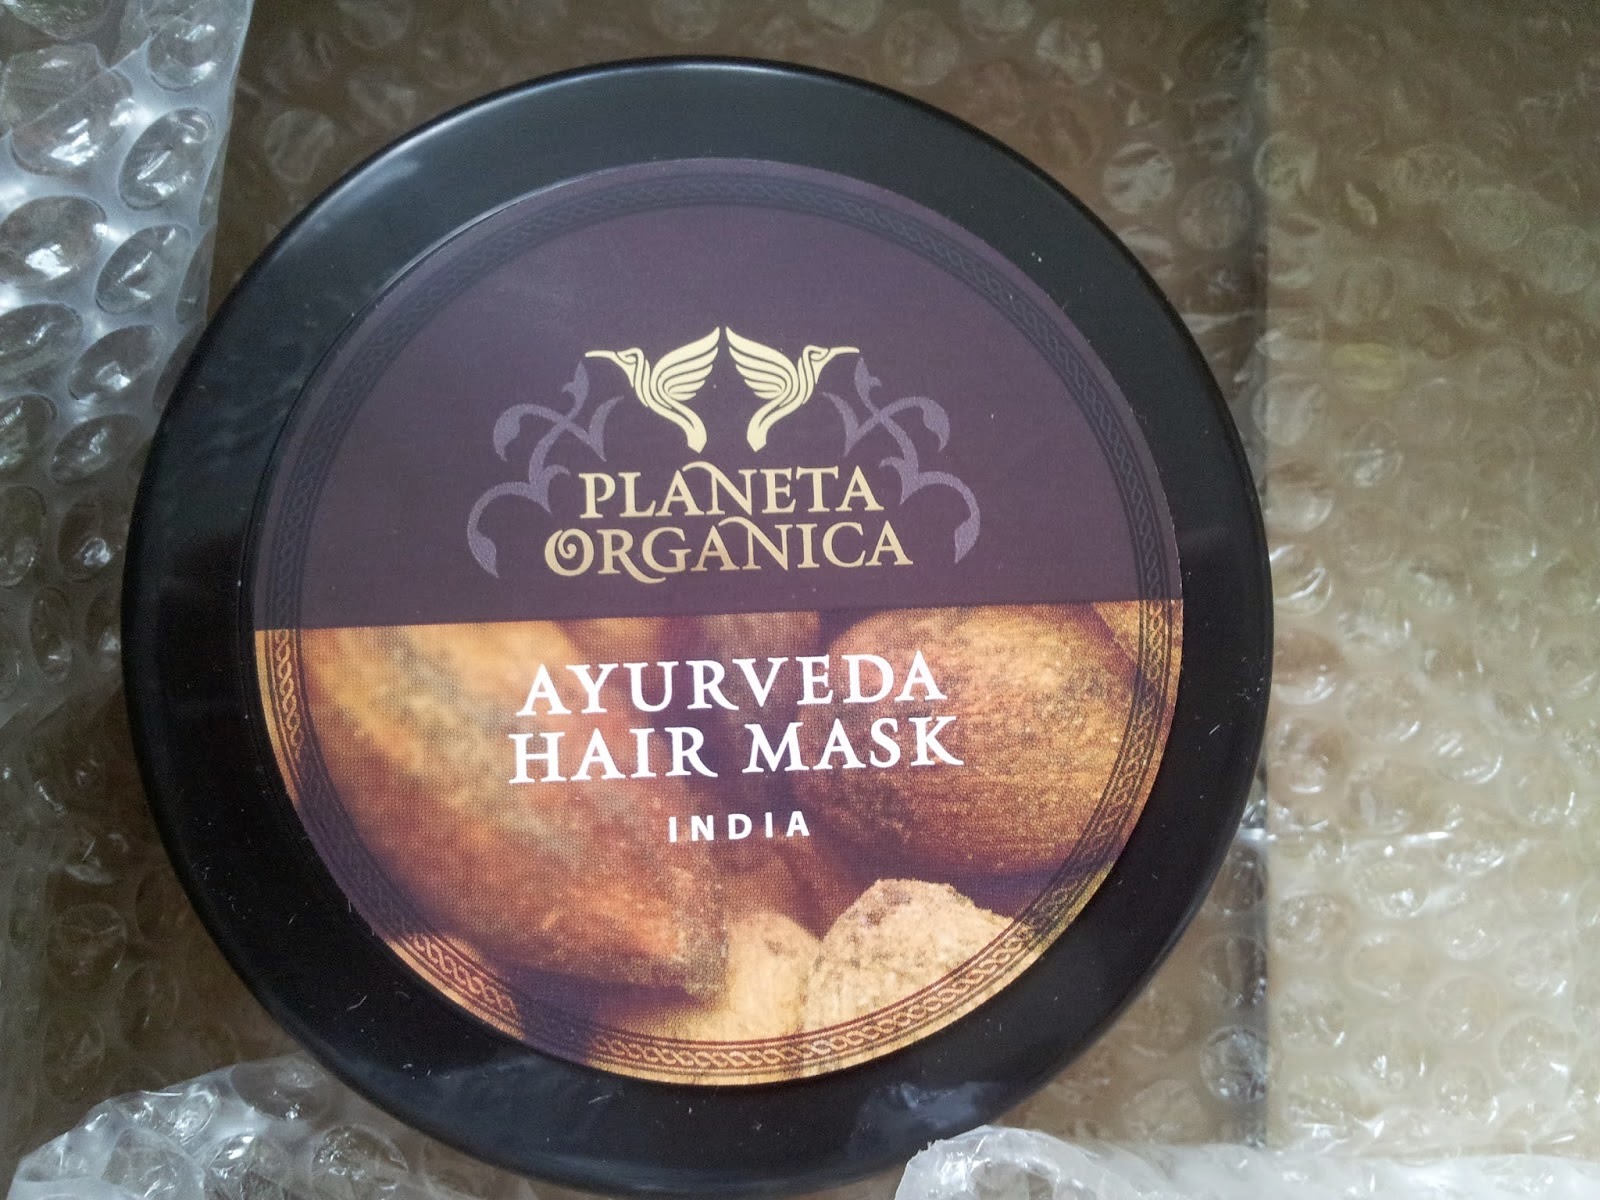 PLANETA
ORGANICA
AYURVEDA
HAIR MASK
INDIA